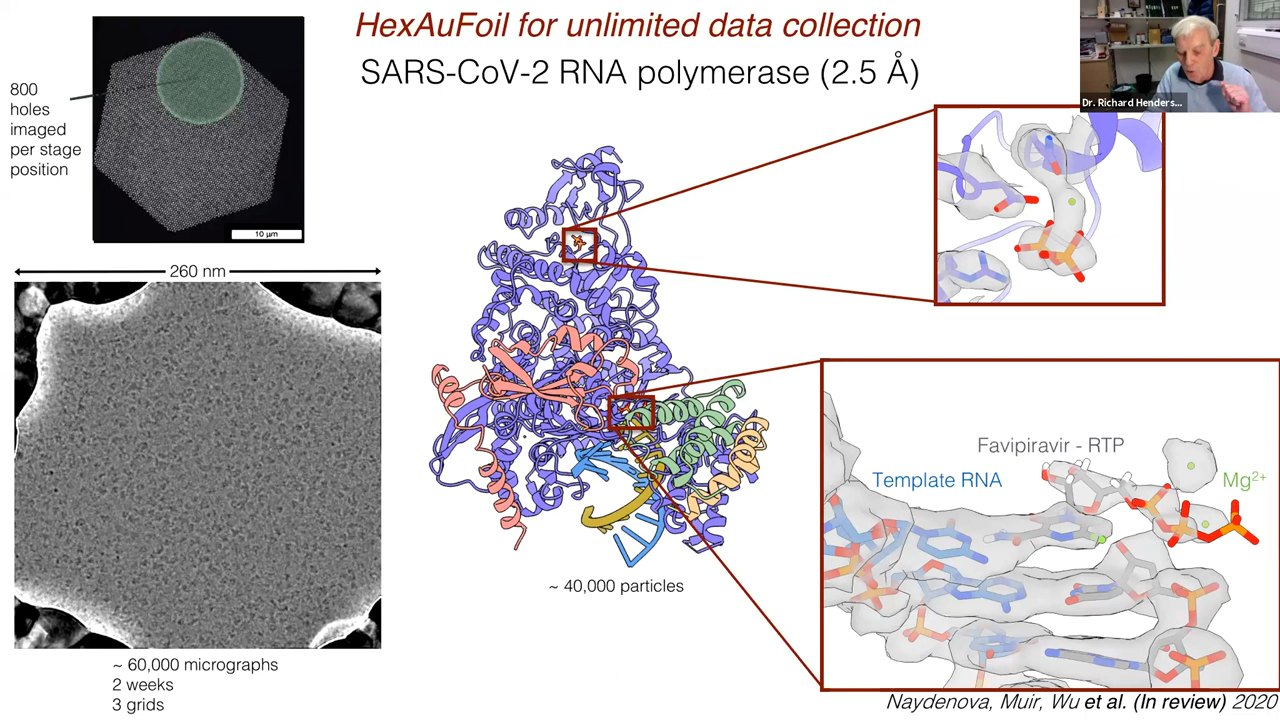 HexAuFoil for unlimited data collection
SARS-CoV-2 RNA polymerase (2.5 Å)
Dr. Richard Henders...
800
holes
imaged
per stage
position
10 µm
260 nm
Favipiravir - RTP
Template RNA
Mg²⁺
~ 40,000 particles
~ 60,000 micrographs
2 weeks
3 grids
Naydenova, Muir, Wu et al. (In review) 2020